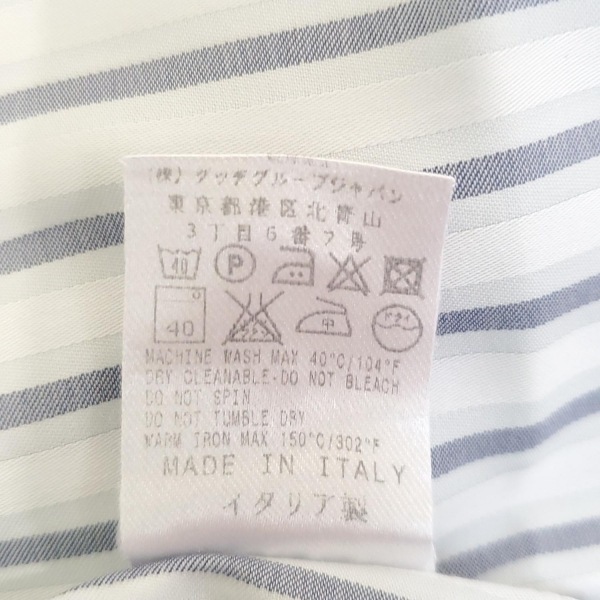 (株) グッチグループジャパン
東京都港区北青山
3丁目6番7号
40 P
40 中 ドライ
MACHINE WASH MAX 40°C/104°F
DRY CLEANABLE-DO NOT BLEACH
DO NOT SPIN
DO NOT TUMBLE DRY
WARM IRON MAX 150°C/302°F
MADE IN ITALY
イタリア製